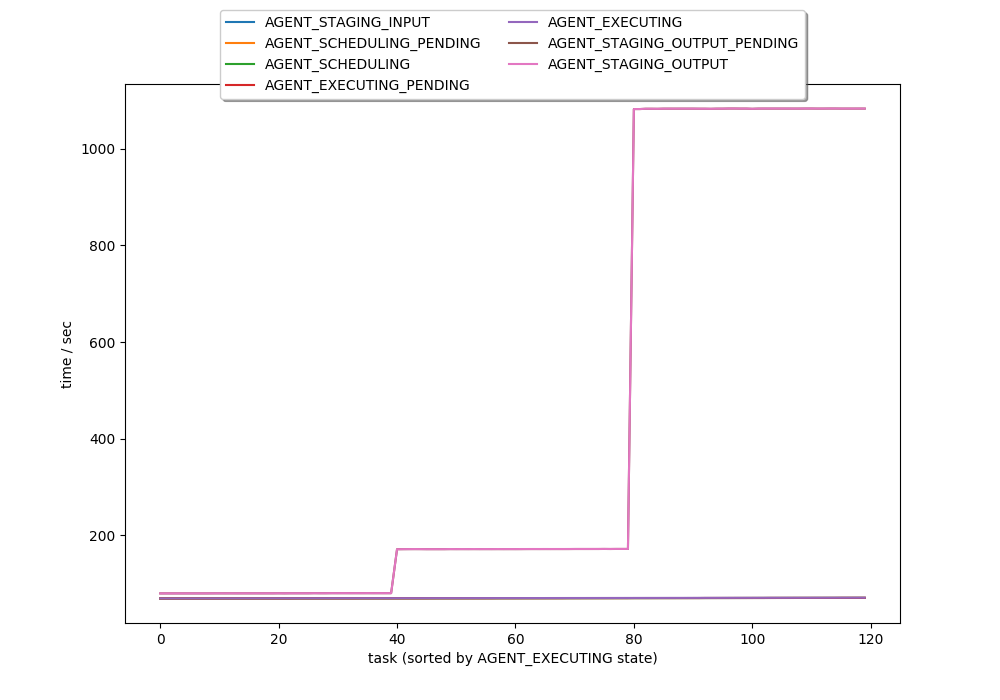 AGENT_STAGING_INPUT
AGENT_SCHEDULING_PENDING
AGENT_SCHEDULING
AGENT_EXECUTING_PENDING
AGENT_EXECUTING
AGENT_STAGING_OUTPUT_PENDING
AGENT_STAGING_OUTPUT
1000
800
600
400
200
time / sec
0 20 40 60 80 100 120
task (sorted by AGENT_EXECUTING state)